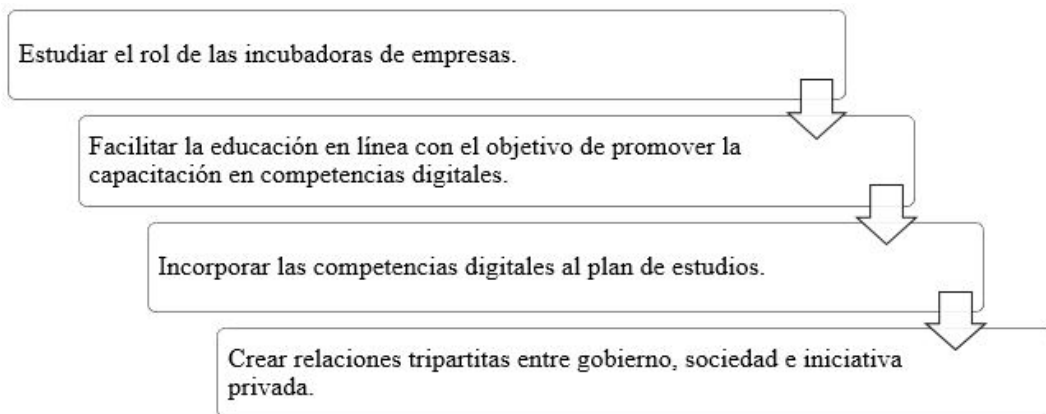 Estudiar el rol de las incubadoras de empresas.
Facilitar la educación en línea con el objetivo de promover la
capacitación en competencias digitales.
Incorporar las competencias digitales al plan de estudios.
Crear relaciones tripartitas entre gobierno, sociedad e iniciativa
privada.